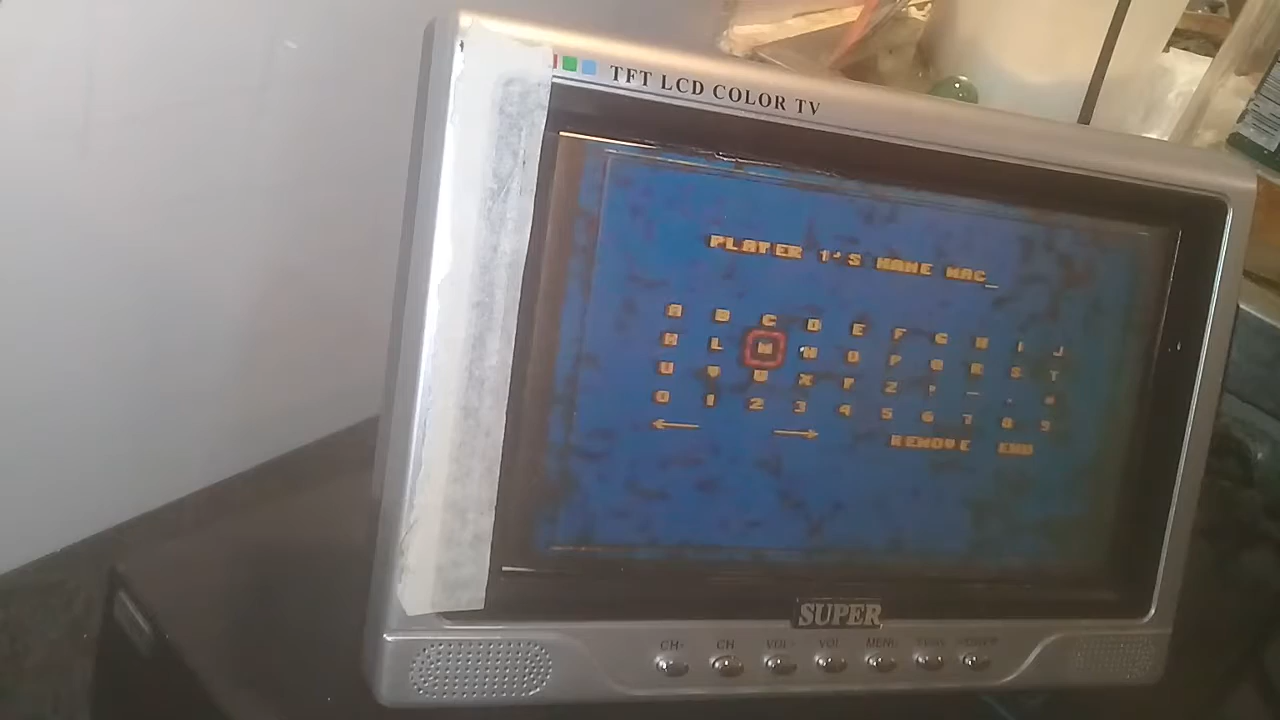 TFT LCD COLOR TV
PLAYER 1'S NAME MAC_
A B C D E F G H I J
K L M N O P Q R S T
U V W X Y Z
0 1 2 3 4 5 6 7 8 9
← → REMOVE END
SUPER
CH+ CH- VOL+ VOL- MENU POWER